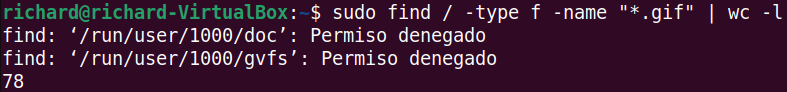 richard@richard-VirtualBox:~$ sudo find / -type f -name "*.gif" | wc -l
find: ‘/run/user/1000/doc’: Permiso denegado
find: ‘/run/user/1000/gvfs’: Permiso denegado
78